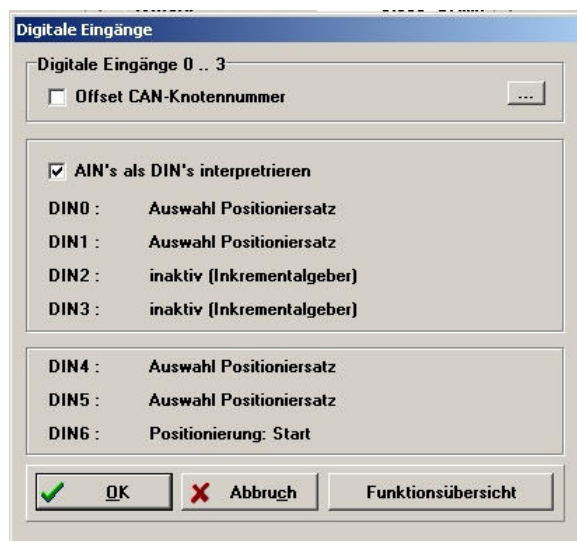 Digitale Eingänge
Digitale Eingänge 0 .. 3
Offset CAN-Knotennummer
...
AIN's als DIN's interpretieren
DIN0 : Auswahl Positioniersatz
DIN1 : Auswahl Positioniersatz
DIN2 : inaktiv (Inkrementalgeber)
DIN3 : inaktiv (Inkrementalgeber)
DIN4 : Auswahl Positioniersatz
DIN5 : Auswahl Positioniersatz
DIN6 : Positionierung: Start
OK Abbruch Funktionsübersicht